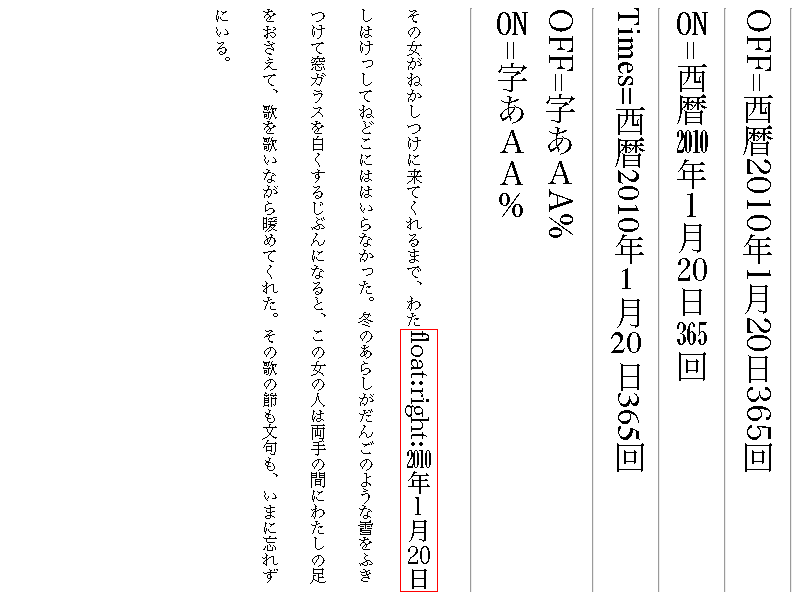 OFF=西暦2010年1月20日365回
ON=西暦2010年1月20日365回
Times=西暦2010年1月20日365回
OFF=字あAA%
ON=字あAA%
その女がねかしつけに来てくれるまで、わた
float:right:2010年1月20日
しはけっしてねどこにははいらなかった。冬のあらしがだんごのような雪をふき
つけて窓ガラスを白くするじぶんになると、この女の人は両手の間にわたしの足
をおさえて、歌を歌いながら暖めてくれた。その歌の節も文句も、いまに忘れず
にいる。